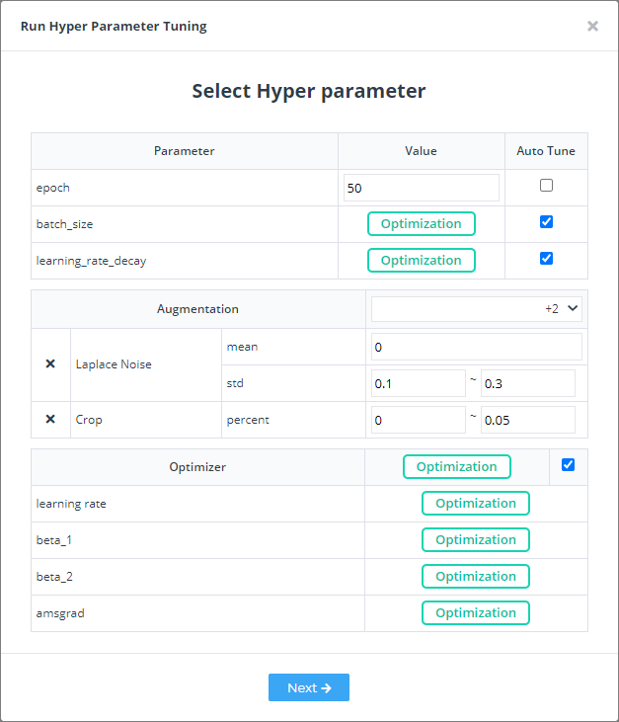 Run Hyper Parameter Tuning ×
Select Hyper parameter
Parameter Value Auto Tune
epoch 50
batch_size Optimization
learning_rate_decay Optimization
Augmentation +2
Laplace Noise mean 0
std 0.1 ~ 0.3
Crop percent 0 ~ 0.05
Optimizer Optimization
learning rate Optimization
beta_1 Optimization
beta_2 Optimization
amsgrad Optimization
Next →